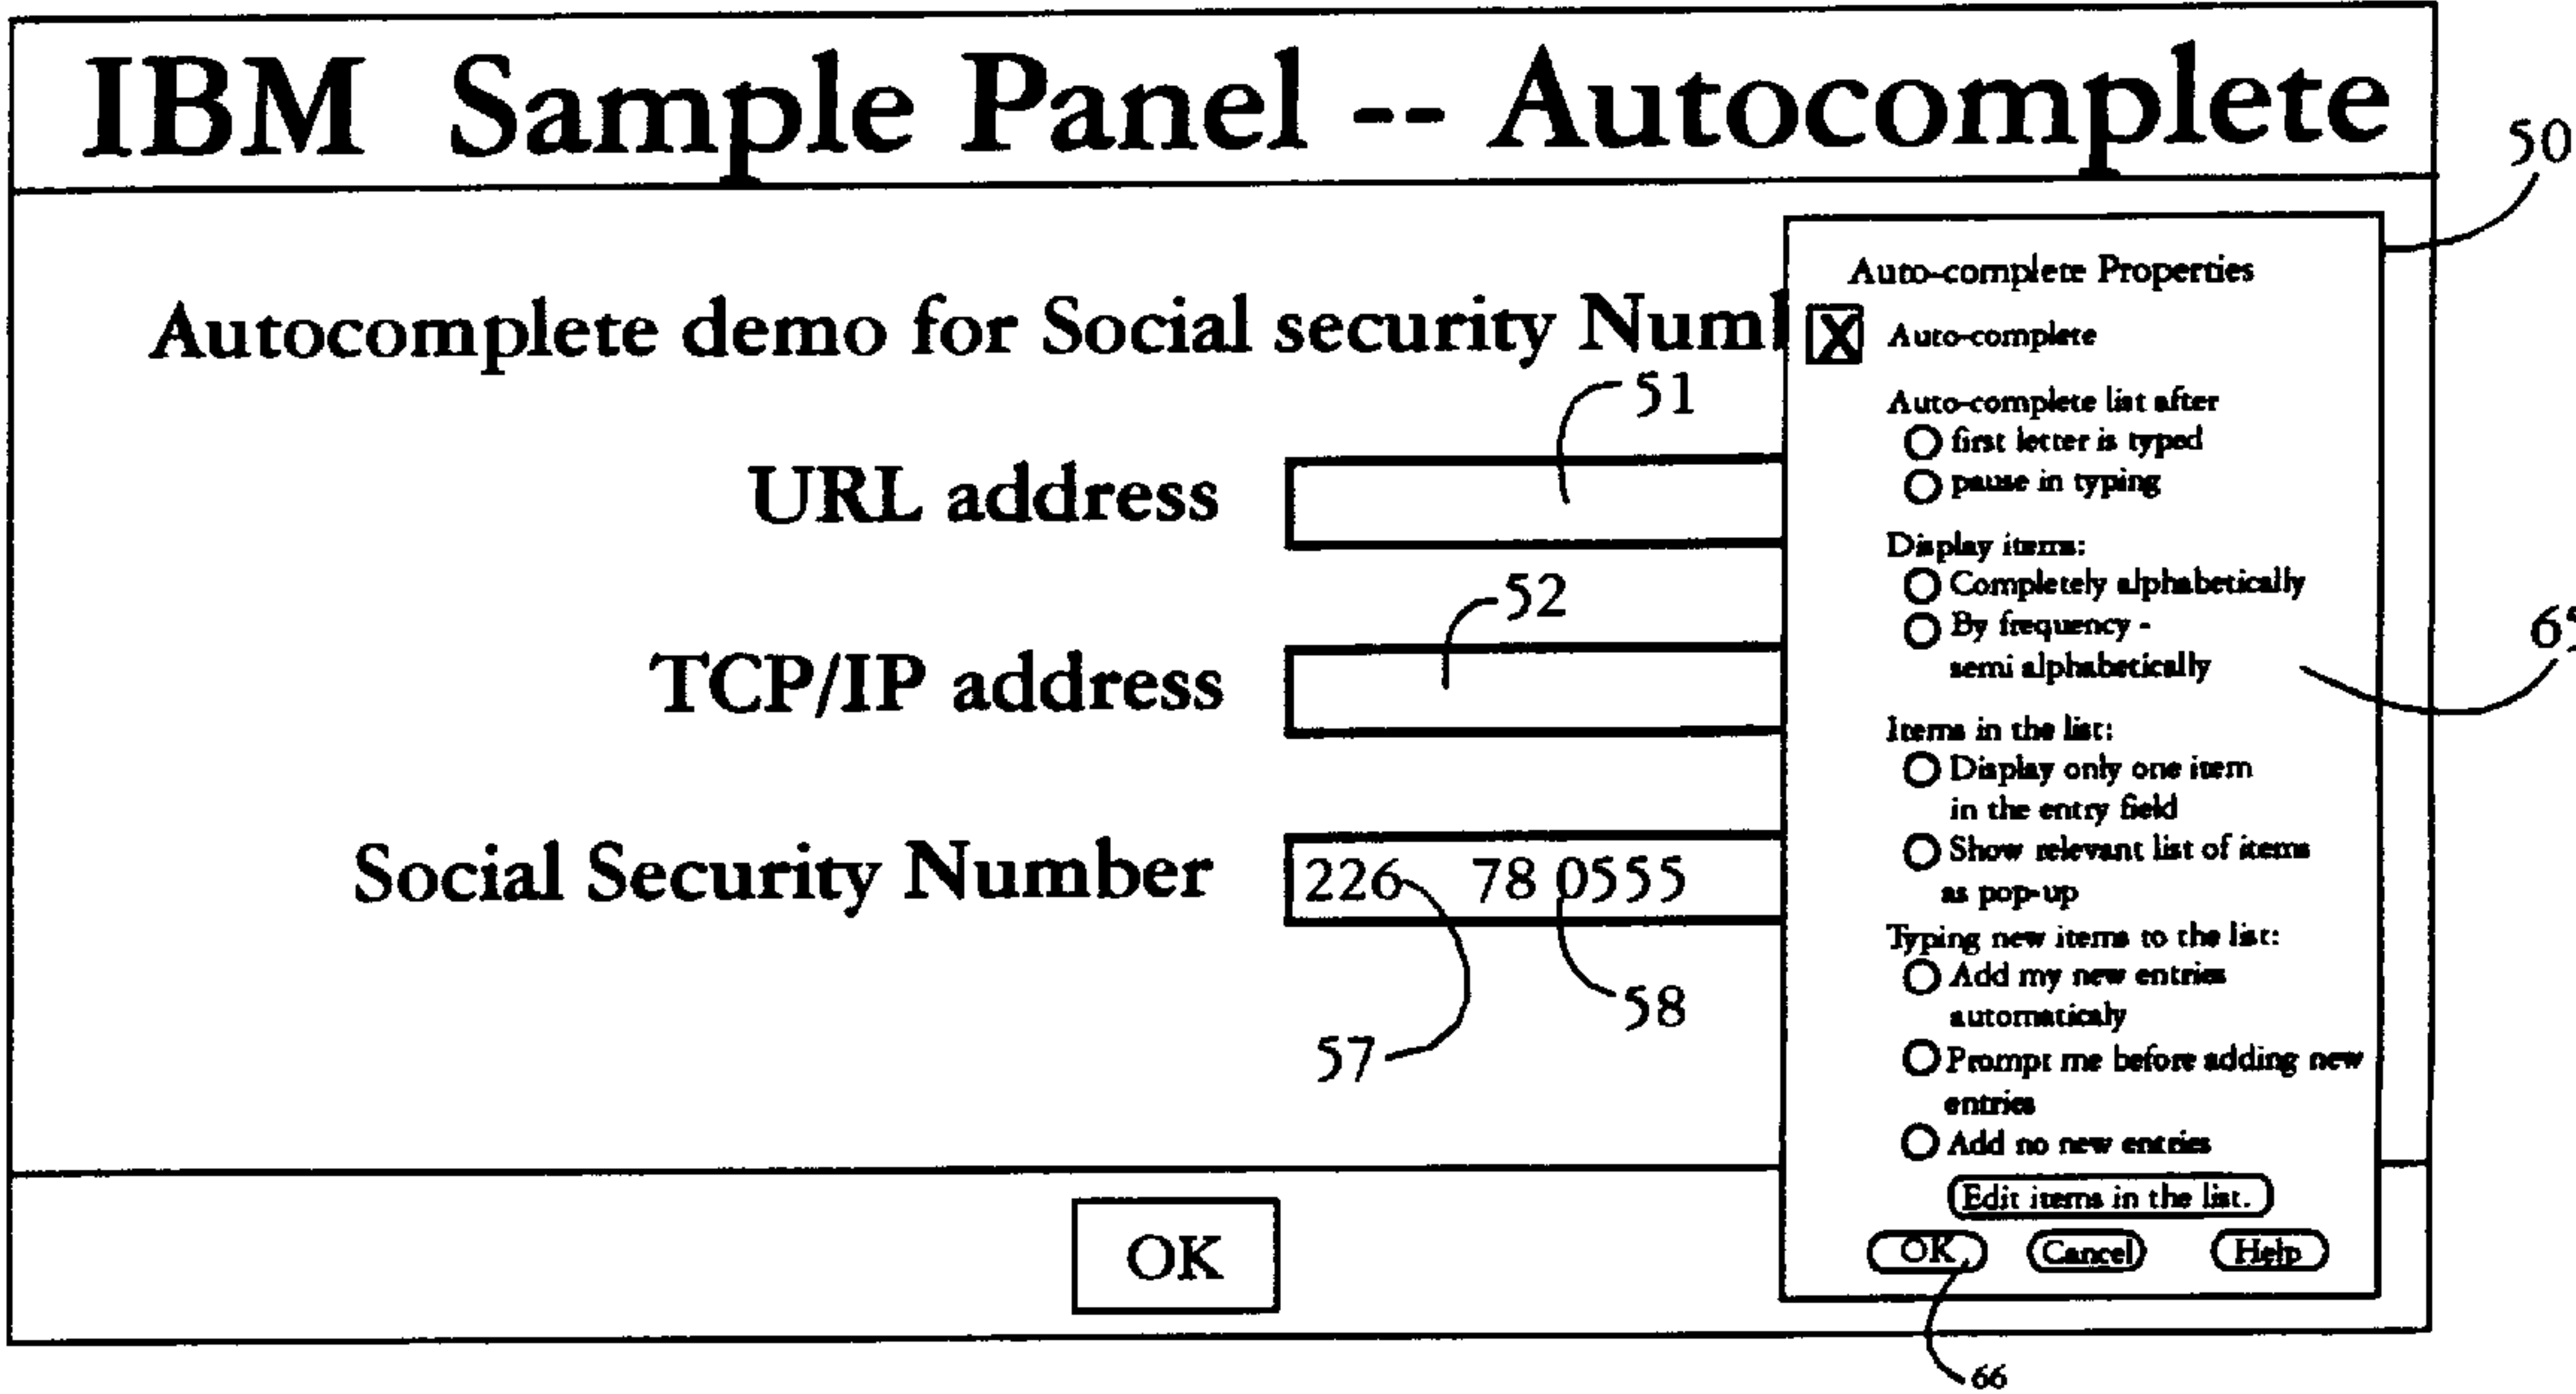 IBM Sample Panel -- Autocomplete
50
Autocomplete demo for Social security Numb
51
URL address
52
TCP/IP address
Social Security Number
226 78 0555
57
58
Auto-complete Properties
X Auto-complete
Auto-complete list after
first letter is typed
pause in typing
Display items:
Completely alphabetically
By frequency -
semi alphabetically
65
Items in the list:
Display only one item
in the entry field
Show relevant list of items
as pop-up
Typing new items to the list:
Add my new entries
automaticaly
Prompt me before adding new
entries
Add no new entries
Edit items in the list.
OK Cancel Help
OK
66